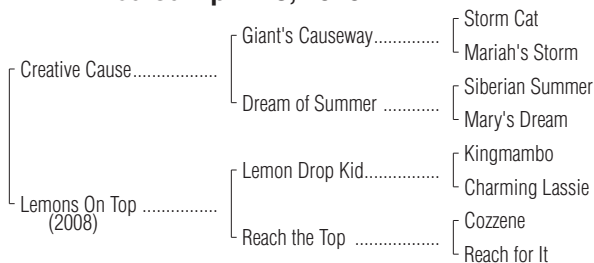 Storm Cat
Giant's Causeway.............
Mariah's Storm
Creative Cause.................
Siberian Summer
Dream of Summer ............
Mary's Dream
Kingmambo
Lemon Drop Kid................
Charming Lassie
Lemons On Top ...............
(2008)
Cozzene
Reach the Top ..................
Reach for It